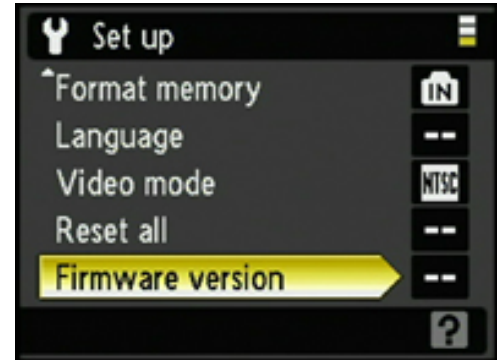 Set up
Format memory IN
Language --
Video mode NTSC
Reset all --
Firmware version --
?